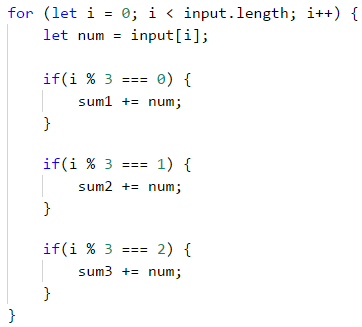 for (let i = 0; i < input.length; i++) {
    let num = input[i];

    if(i % 3 === 0) {
        sum1 += num;
    }

    if(i % 3 === 1) {
        sum2 += num;
    }

    if(i % 3 === 2) {
        sum3 += num;
    }
}